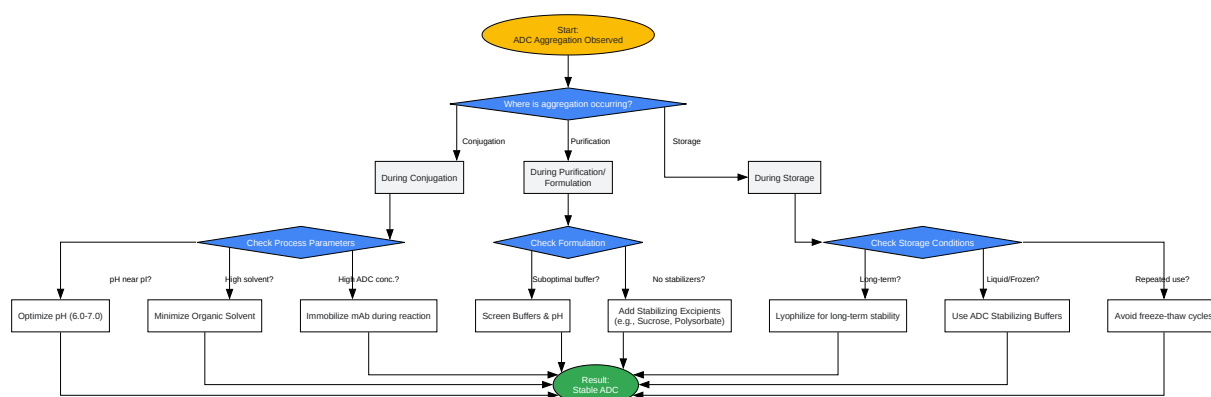 Start:
ADC Aggregation Observed
Where is aggregation occurring?
Conjugation
Purification
Storage
During Conjugation
During Purification/
Formulation
During Storage
Check Process Parameters
Check Formulation
Check Storage Conditions
pH near pI?
High solvent?
High ADC conc.?
Suboptimal buffer?
No stabilizers?
Long-term?
Liquid/Frozen?
Repeated use?
Optimize pH (6.0-7.0)
Minimize Organic Solvent
Immobilize mAb during reaction
Screen Buffers & pH
Add Stabilizing Excipients
(e.g., Sucrose, Polysorbate)
Lyophilize for long-term stability
Use ADC Stabilizing Buffers
Avoid freeze-thaw cycles
Result:
Stable ADC